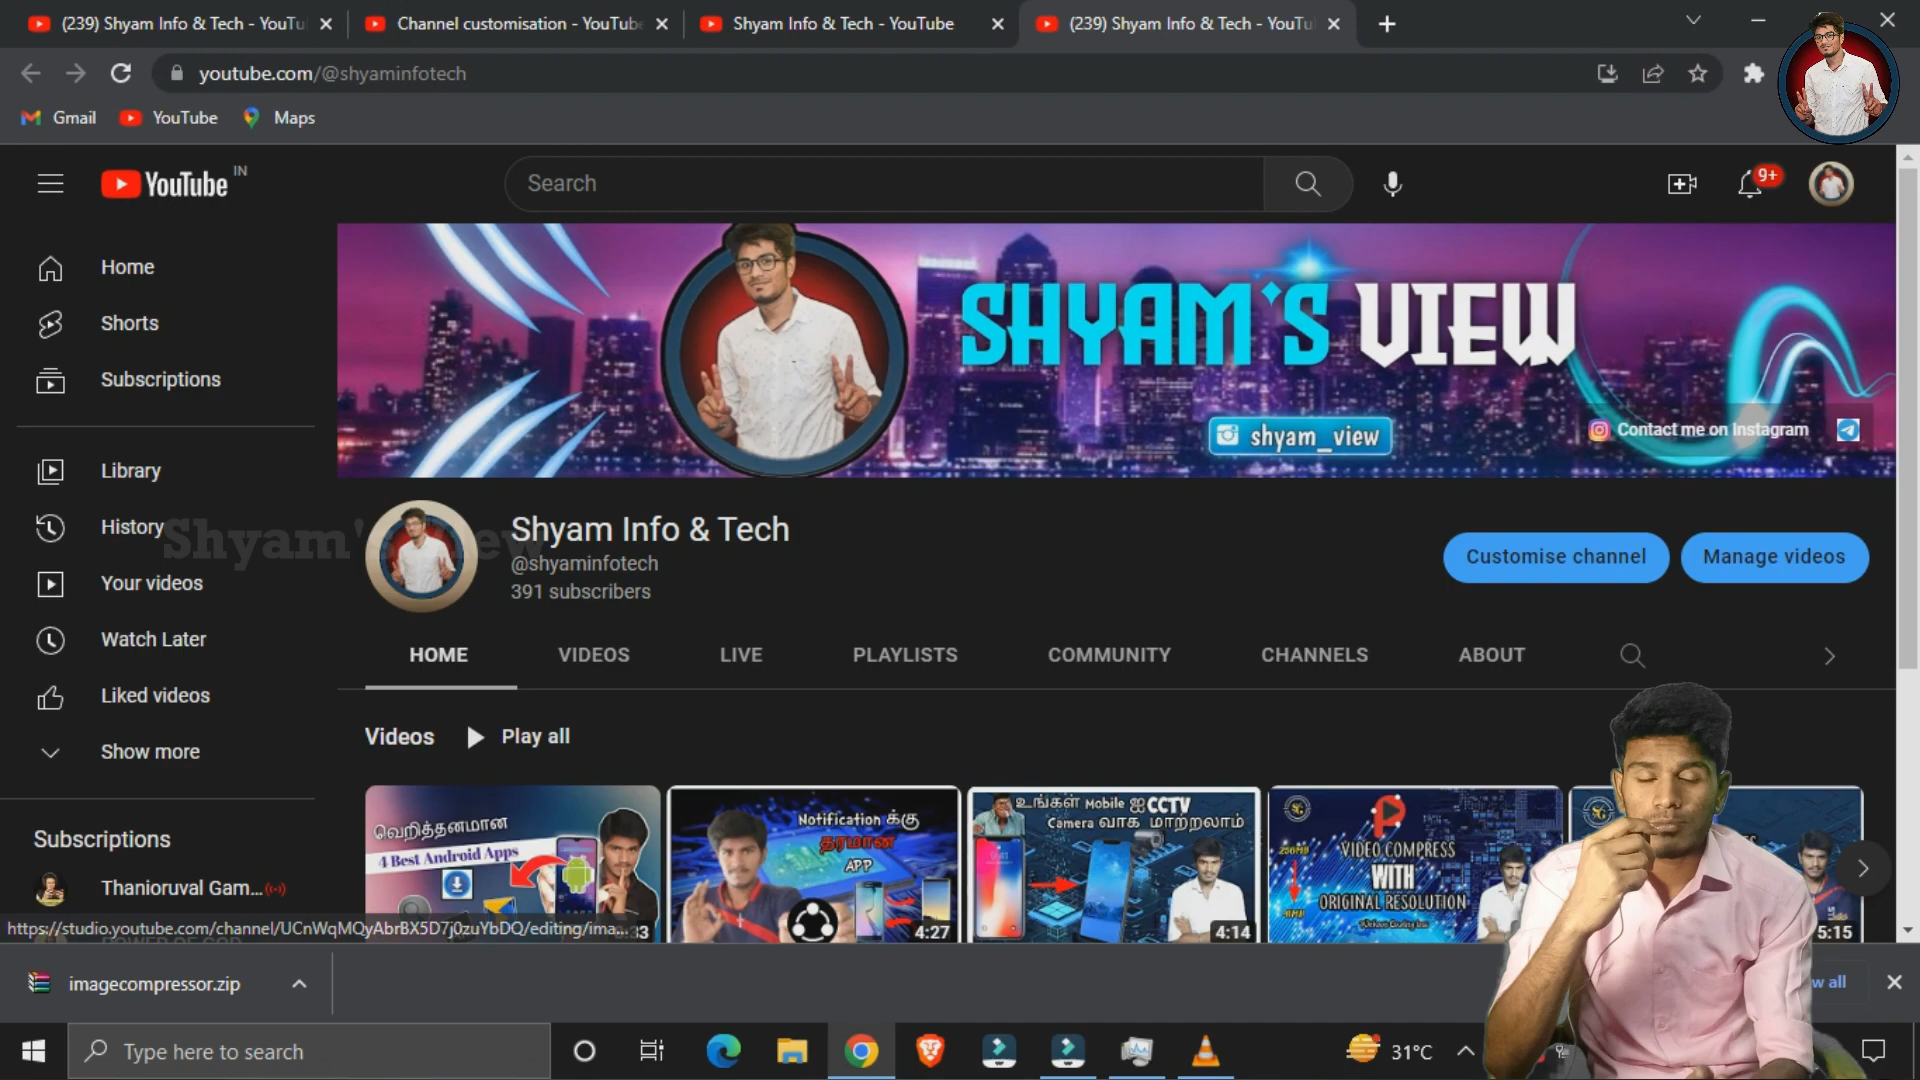 (239) Shyam Info & Tech - YouTu
Channel customisation - YouTube
Shyam Info & Tech - YouTube
(239) Shyam Info & Tech - YouTu
youtube.com/@shyaminfotech
Gmail
YouTube
Maps
YouTube IN
Search
9+
Home
Shorts
Subscriptions
Library
History
Your videos
Watch Later
Liked videos
Show more
Subscriptions
Thanioruval Gam...
SHYAM'S VIEW
shyam_view
Contact me on Instagram
Shyam's View
Shyam Info & Tech
@shyaminfotech
391 subscribers
Customise channel
Manage videos
HOME
VIDEOS
LIVE
PLAYLISTS
COMMUNITY
CHANNELS
ABOUT
Videos
Play all
வெறித்தனமான
4 Best Android Apps
Notification க்கு
தரமான
APP
4:27
உங்கள் Mobile ஐ CCTV
Camera வாக மாற்றலாம்
4:14
VIDEO COMPRESS
WITH
ORIGINAL RESOLUTION
5:15
https://studio.youtube.com/channel/UCnWqMQyAbrBX5D7j0zuYbDQ/editing/ima...
imagecompressor.zip
w all
Type here to search
31°C